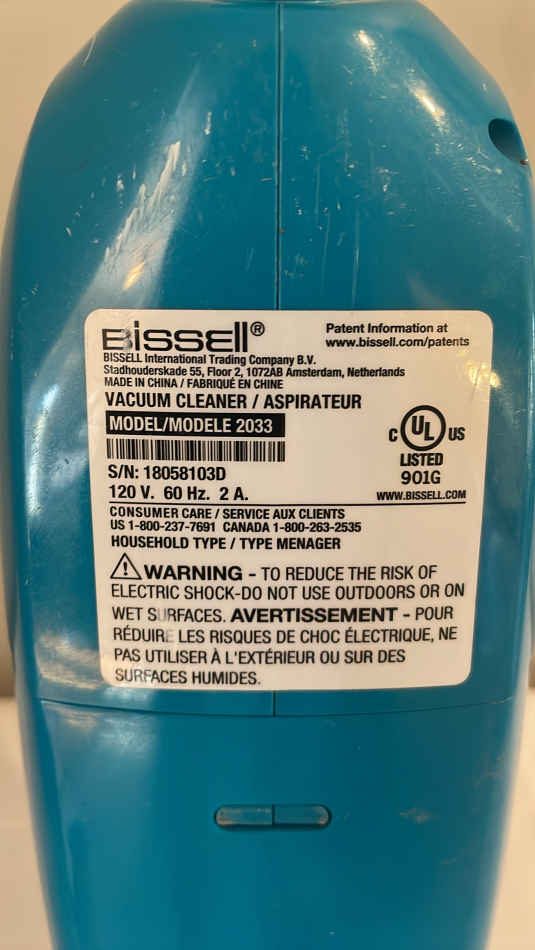 BISSELL®
Patent Information at
www.bissell.com/patents
BISSELL International Trading Company B.V.
Stadhouderskade 55, Floor 2, 1072AB Amsterdam, Netherlands
MADE IN CHINA / FABRIQUÉ EN CHINE
VACUUM CLEANER / ASPIRATEUR
MODEL/MODELE 2033
C UL US
LISTED
901G
S/N: 18058103D
120 V. 60 Hz. 2 A.
WWW.BISSELL.COM
CONSUMER CARE / SERVICE AUX CLIENTS
US 1-800-237-7691 CANADA 1-800-263-2535
HOUSEHOLD TYPE / TYPE MENAGER
WARNING - TO REDUCE THE RISK OF
ELECTRIC SHOCK-DO NOT USE OUTDOORS OR ON
WET SURFACES. AVERTISSEMENT - POUR
RÉDUIRE LES RISQUES DE CHOC ÉLECTRIQUE, NE
PAS UTILISER À L'EXTÉRIEUR OU SUR DES
SURFACES HUMIDES.